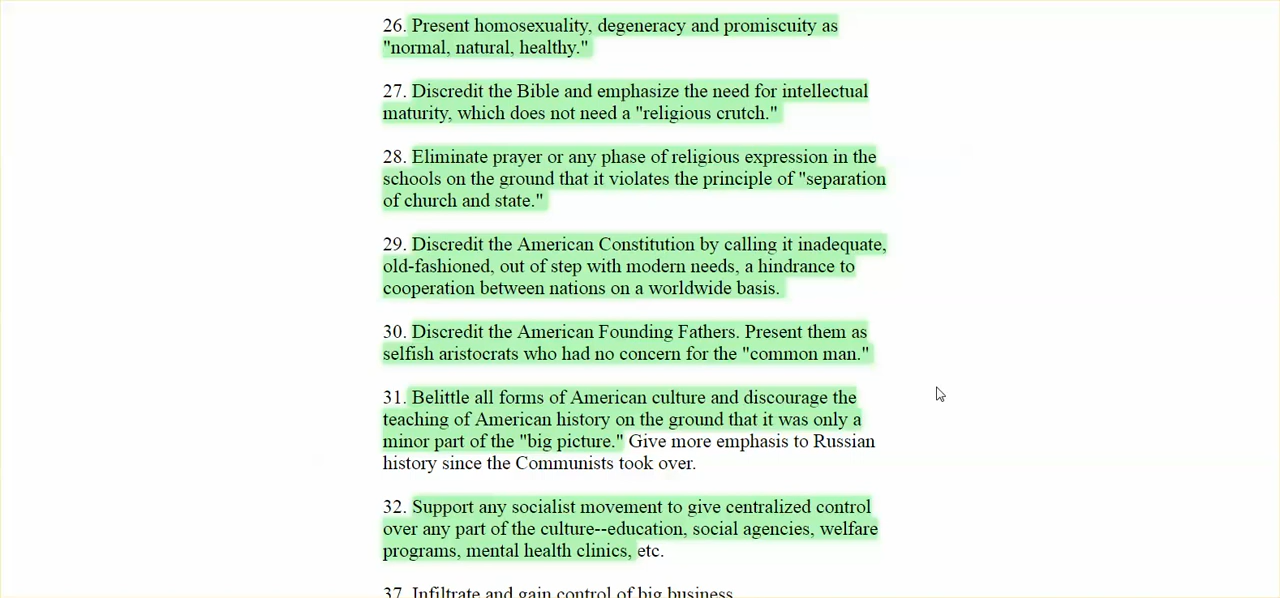 26. Present homosexuality, degeneracy and promiscuity as
"normal, natural, healthy."
27. Discredit the Bible and emphasize the need for intellectual
maturity, which does not need a "religious crutch."
28. Eliminate prayer or any phase of religious expression in the
schools on the ground that it violates the principle of "separation
of church and state."
29. Discredit the American Constitution by calling it inadequate,
old-fashioned, out of step with modern needs, a hindrance to
cooperation between nations on a worldwide basis.
30. Discredit the American Founding Fathers. Present them as
selfish aristocrats who had no concern for the "common man."
31. Belittle all forms of American culture and discourage the
teaching of American history on the ground that it was only a
minor part of the "big picture." Give more emphasis to Russian
history since the Communists took over.
32. Support any socialist movement to give centralized control
over any part of the culture--education, social agencies, welfare
programs, mental health clinics, etc.
37. Infiltrate and gain control of big business.